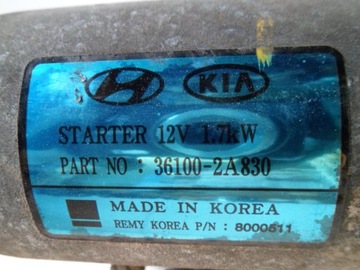 KIA
STARTER 12V 1.7kW
PART NO : 36100-2A830
MADE IN KOREA
REMY KOREA P/N : 8000511